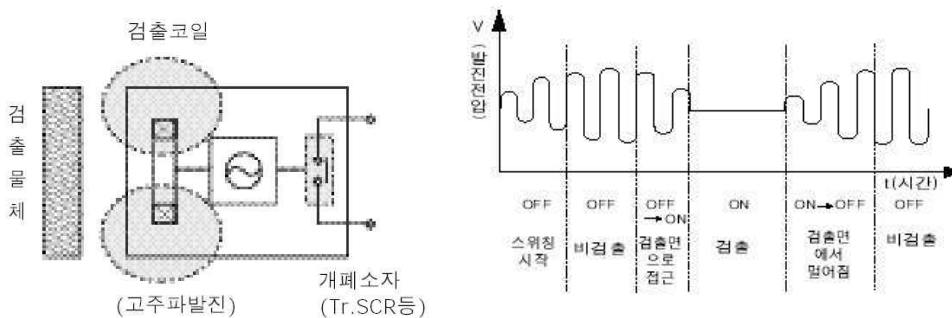 검출코일
검
출
물
체
개폐소자
(고주파발진)
(Tr.SCR등)
V
(발진전압)
t(시간)
OFF
OFF
OFF
→ON
ON
ON→OFF
OFF
스위칭
시작
비검출
검출면
으로
접근
검출
검출면
에서
멀어짐
비검출